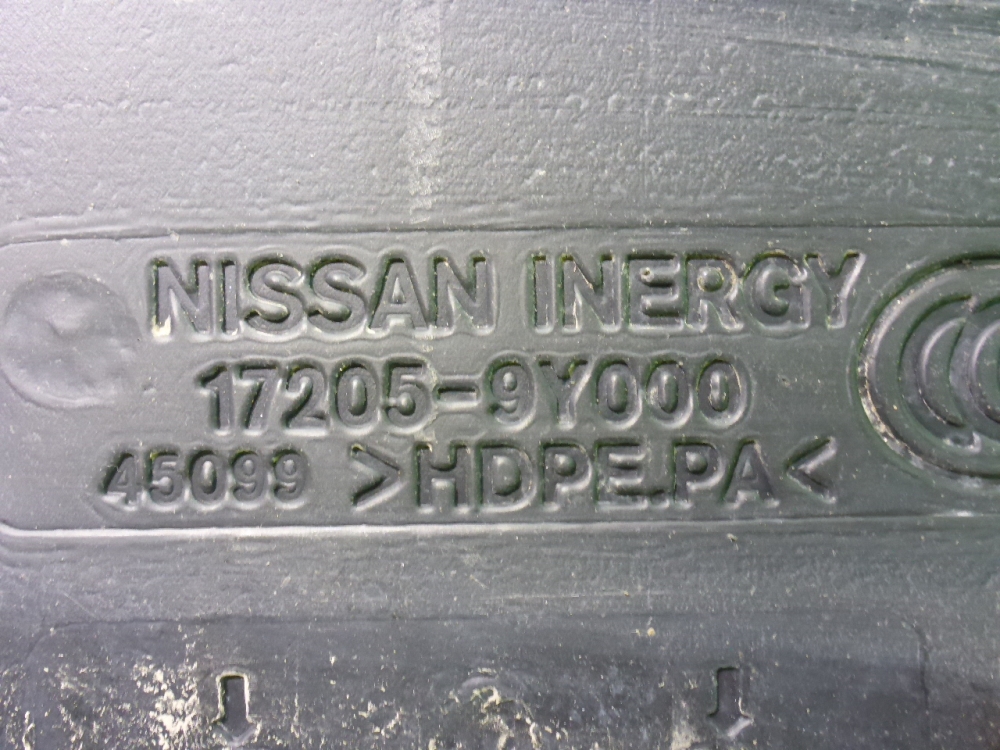 NISSAN INERGY
17205-9Y000
45099 >HDPE.PA<